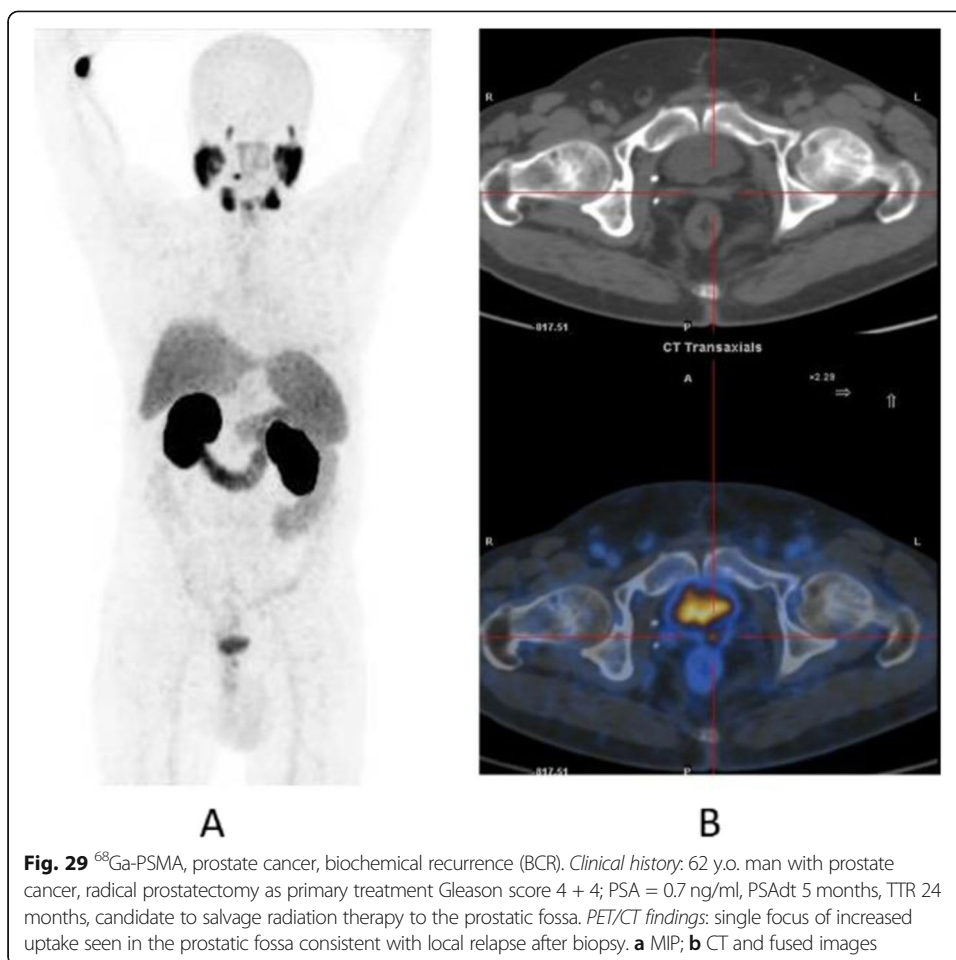 R
L
817.51
P
CT Transaxials
A
×2.29
⇒
⇑
R
L
817.51
P
A
B
Fig. 29 ⁶⁸Ga-PSMA, prostate cancer, biochemical recurrence (BCR). Clinical history: 62 y.o. man with prostate
cancer, radical prostatectomy as primary treatment Gleason score 4 + 4; PSA = 0.7 ng/ml, PSAdt 5 months, TTR 24
months, candidate to salvage radiation therapy to the prostatic fossa. PET/CT findings: single focus of increased
uptake seen in the prostatic fossa consistent with local relapse after biopsy. a MIP; b CT and fused images